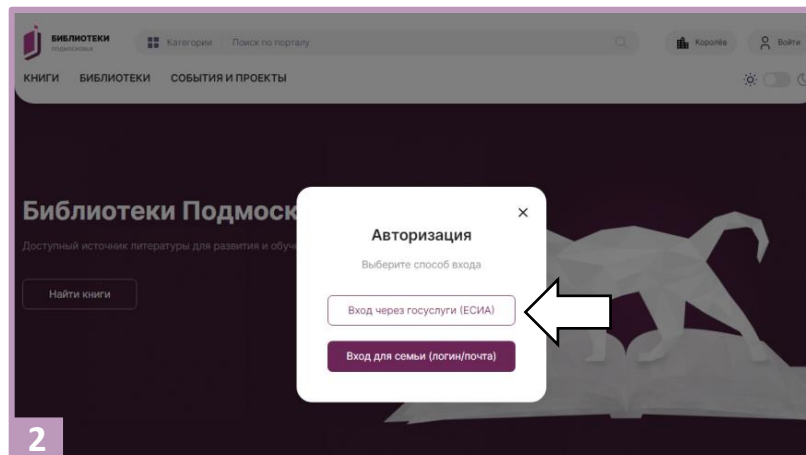 БИБЛИОТЕКИ
ПОДМОСКОВЬЯ
Категории
Поиск по порталу
Королёв
Войти
КНИГИ БИБЛИОТЕКИ СОБЫТИЯ И ПРОЕКТЫ
Библиотеки Подмоск
Доступный источник литературы для развития и обуч
Найти книги
Авторизация
Выберите способ входа
Вход через госуслуги (ЕСИА)
Вход для семьи (логин/почта)
2